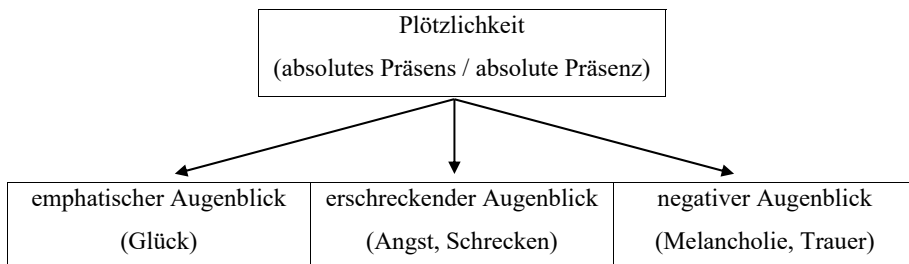 Plötzlichkeit
(absolutes Präsens / absolute Präsenz)
emphatischer Augenblick
(Glück)
erschreckender Augenblick
(Angst, Schrecken)
negativer Augenblick
(Melancholie, Trauer)